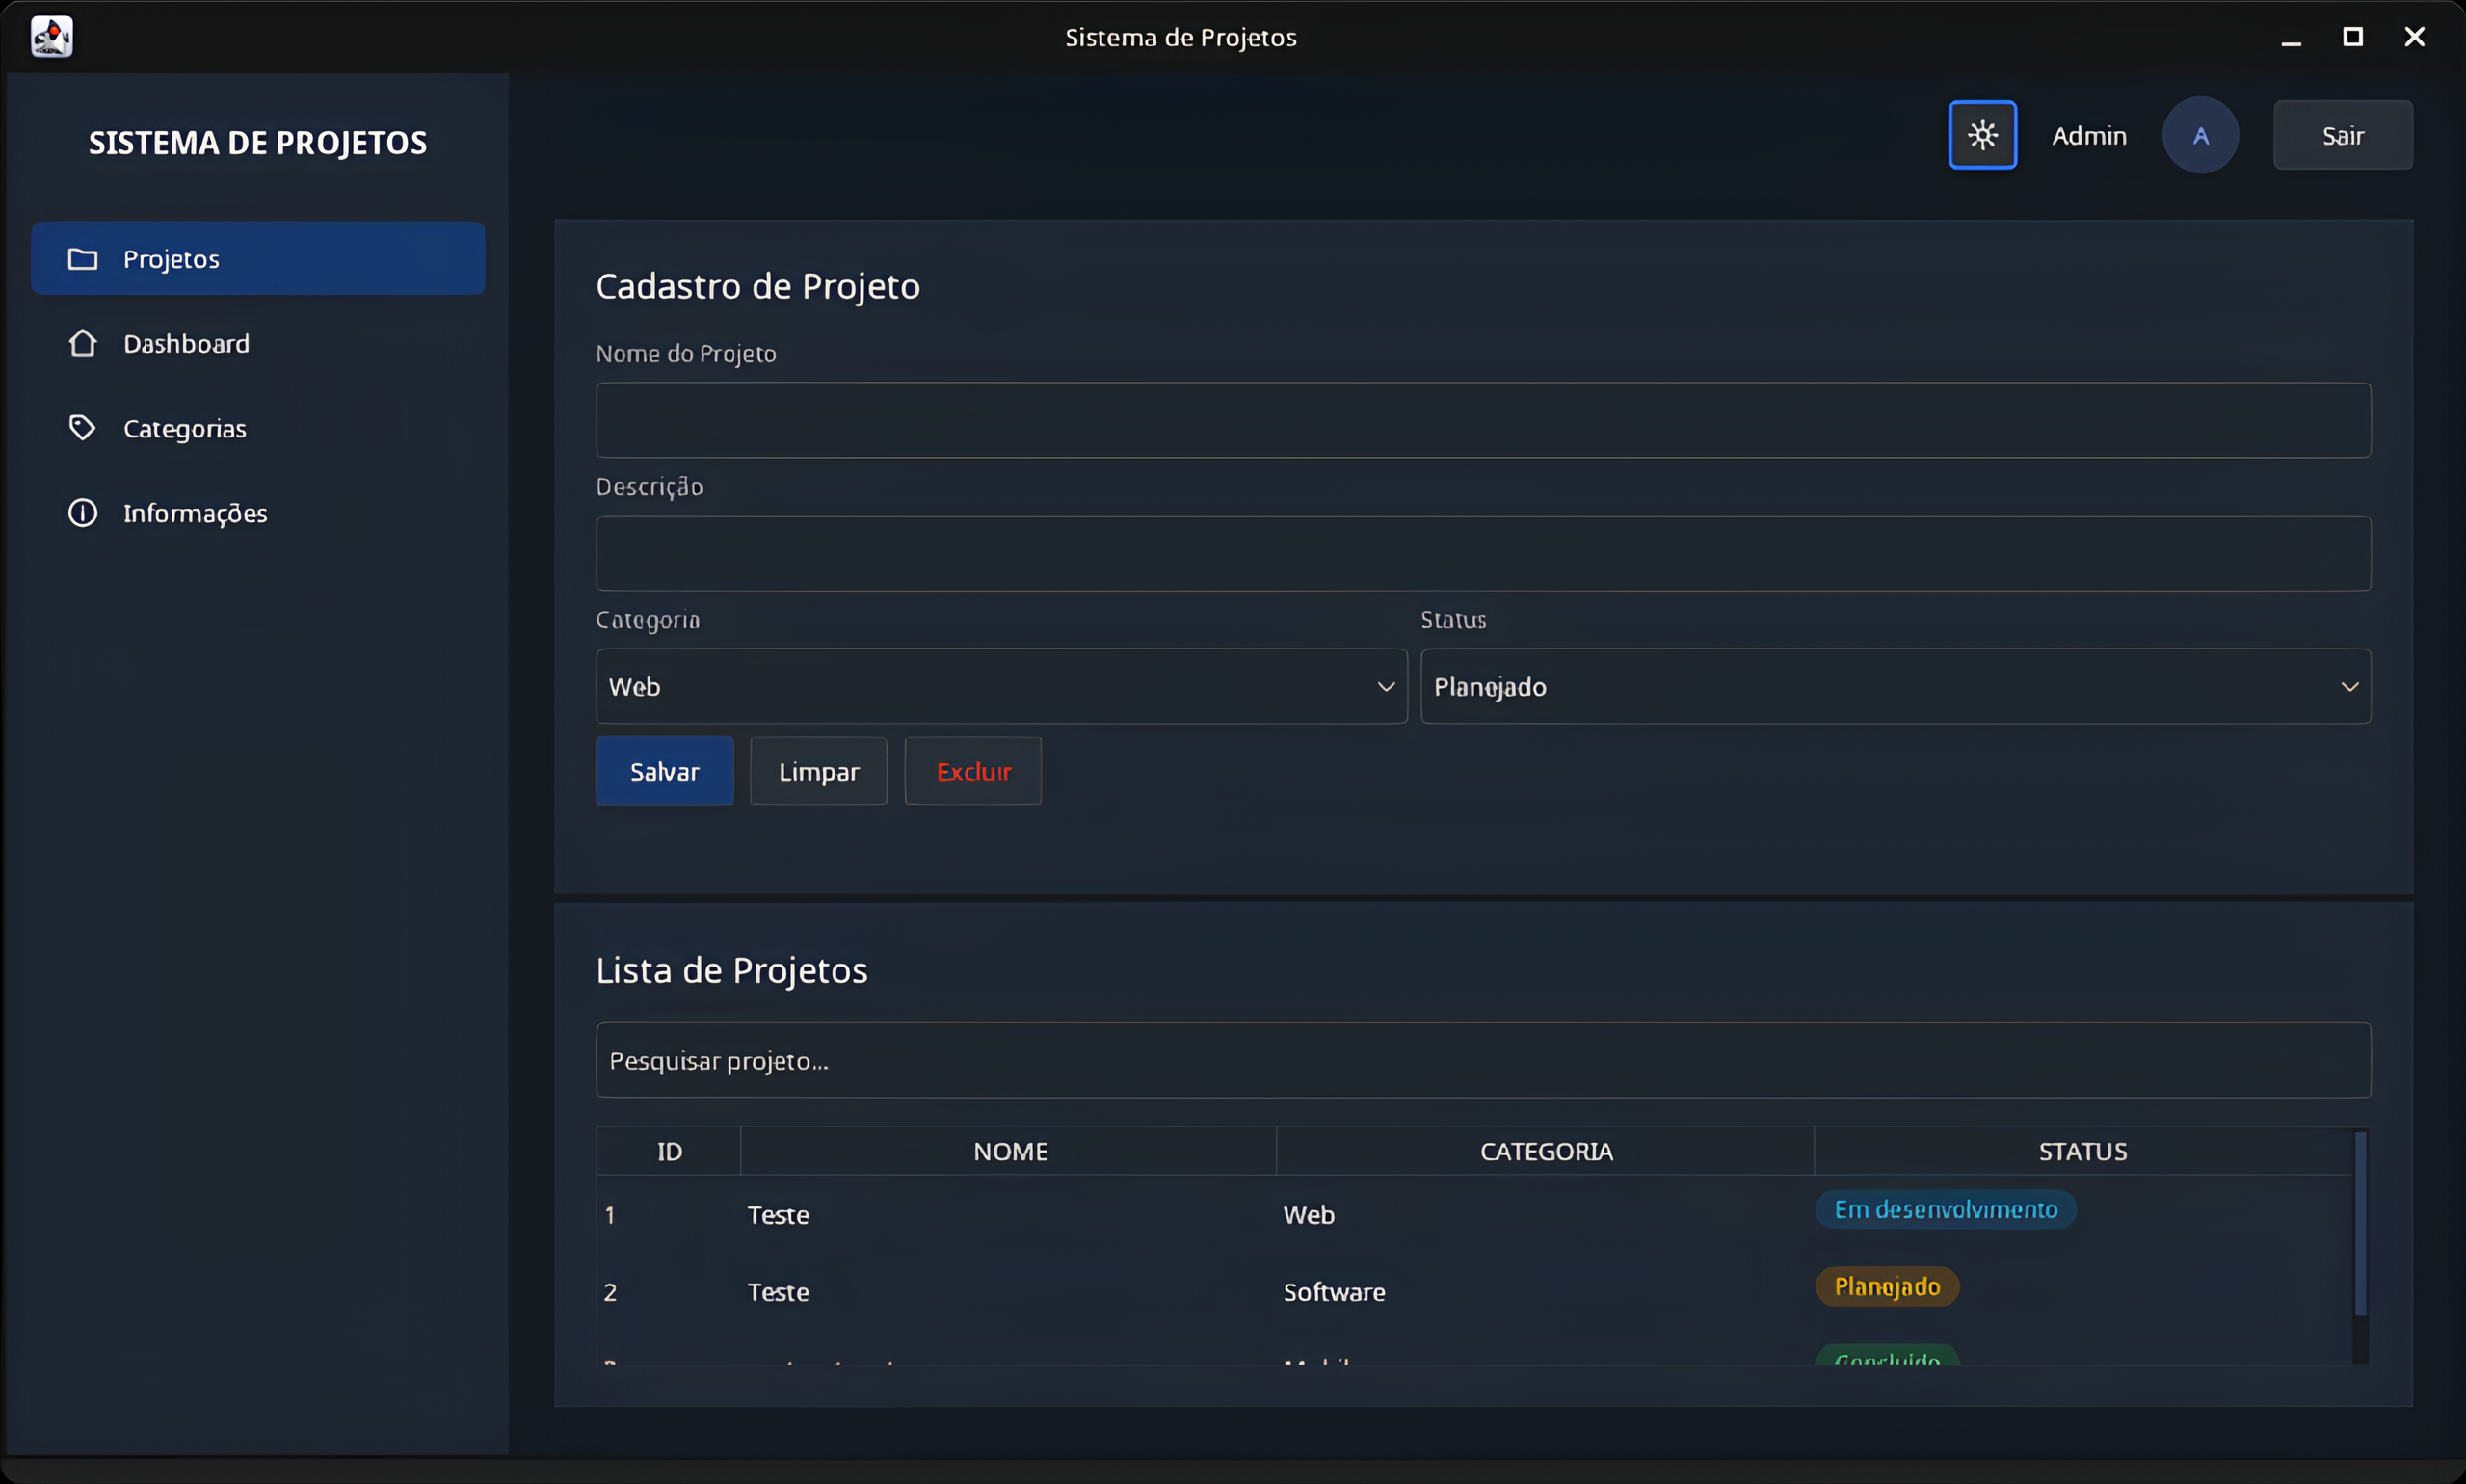 Sistema de Projetos
SISTEMA DE PROJETOS
Admin A Sair
Projetos
Dashboard
Categorias
Informações
Cadastro de Projeto
Nome do Projeto
Descrição
Categoria Status
Web Planejado
Salvar Limpar Excluir
Lista de Projetos
Pesquisar projeto...
ID NOME CATEGORIA STATUS
1 Teste Web Em desenvolvimento
2 Teste Software Planejado
Concluido